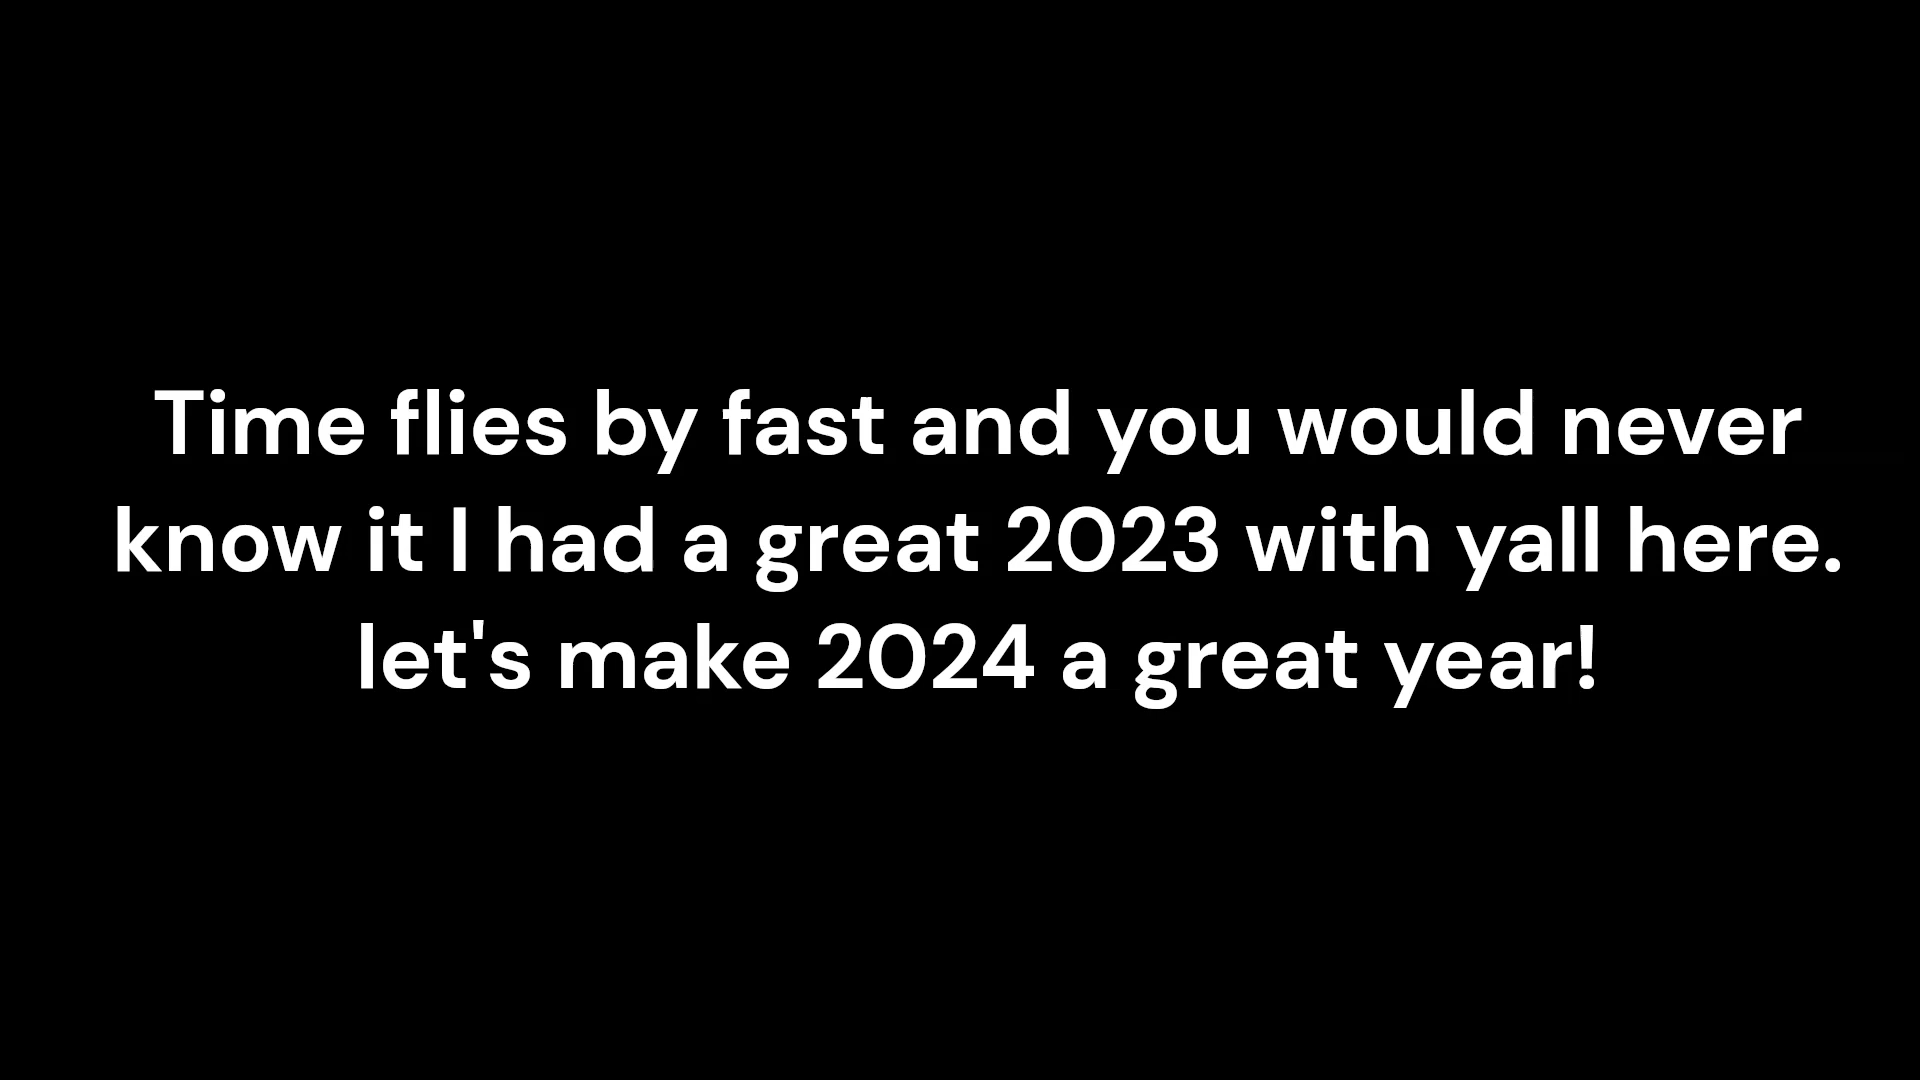 Time flies by fast and you would never
know it I had a great 2023 with yall here.
let's make 2024 a great year!